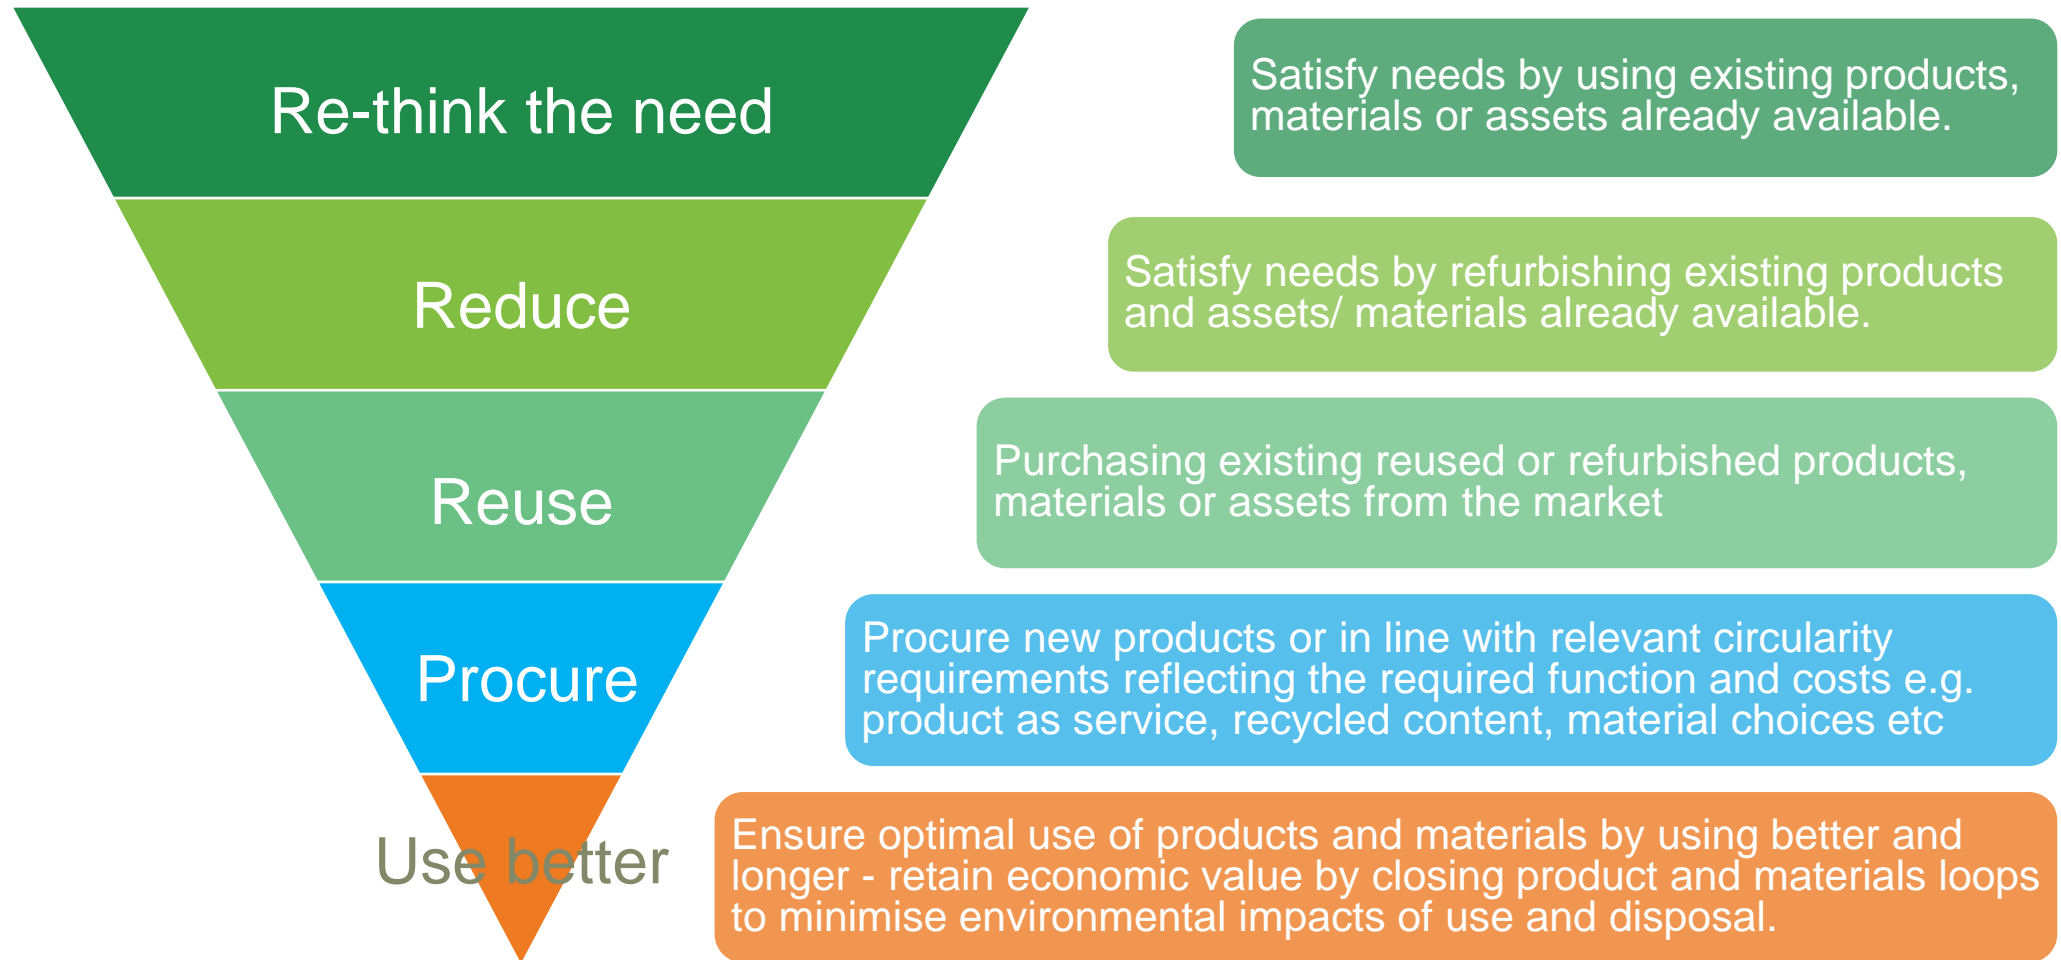 Re-think the need
Satisfy needs by using existing products,
materials or assets already available.
Reduce
Satisfy needs by refurbishing existing products
and assets/ materials already available.
Reuse
Purchasing existing reused or refurbished products,
materials or assets from the market
Procure
Procure new products or in line with relevant circularity
requirements reflecting the required function and costs e.g.
product as service, recycled content, material choices etc
Use better
Ensure optimal use of products and materials by using better and
longer - retain economic value by closing product and materials loops
to minimise environmental impacts of use and disposal.